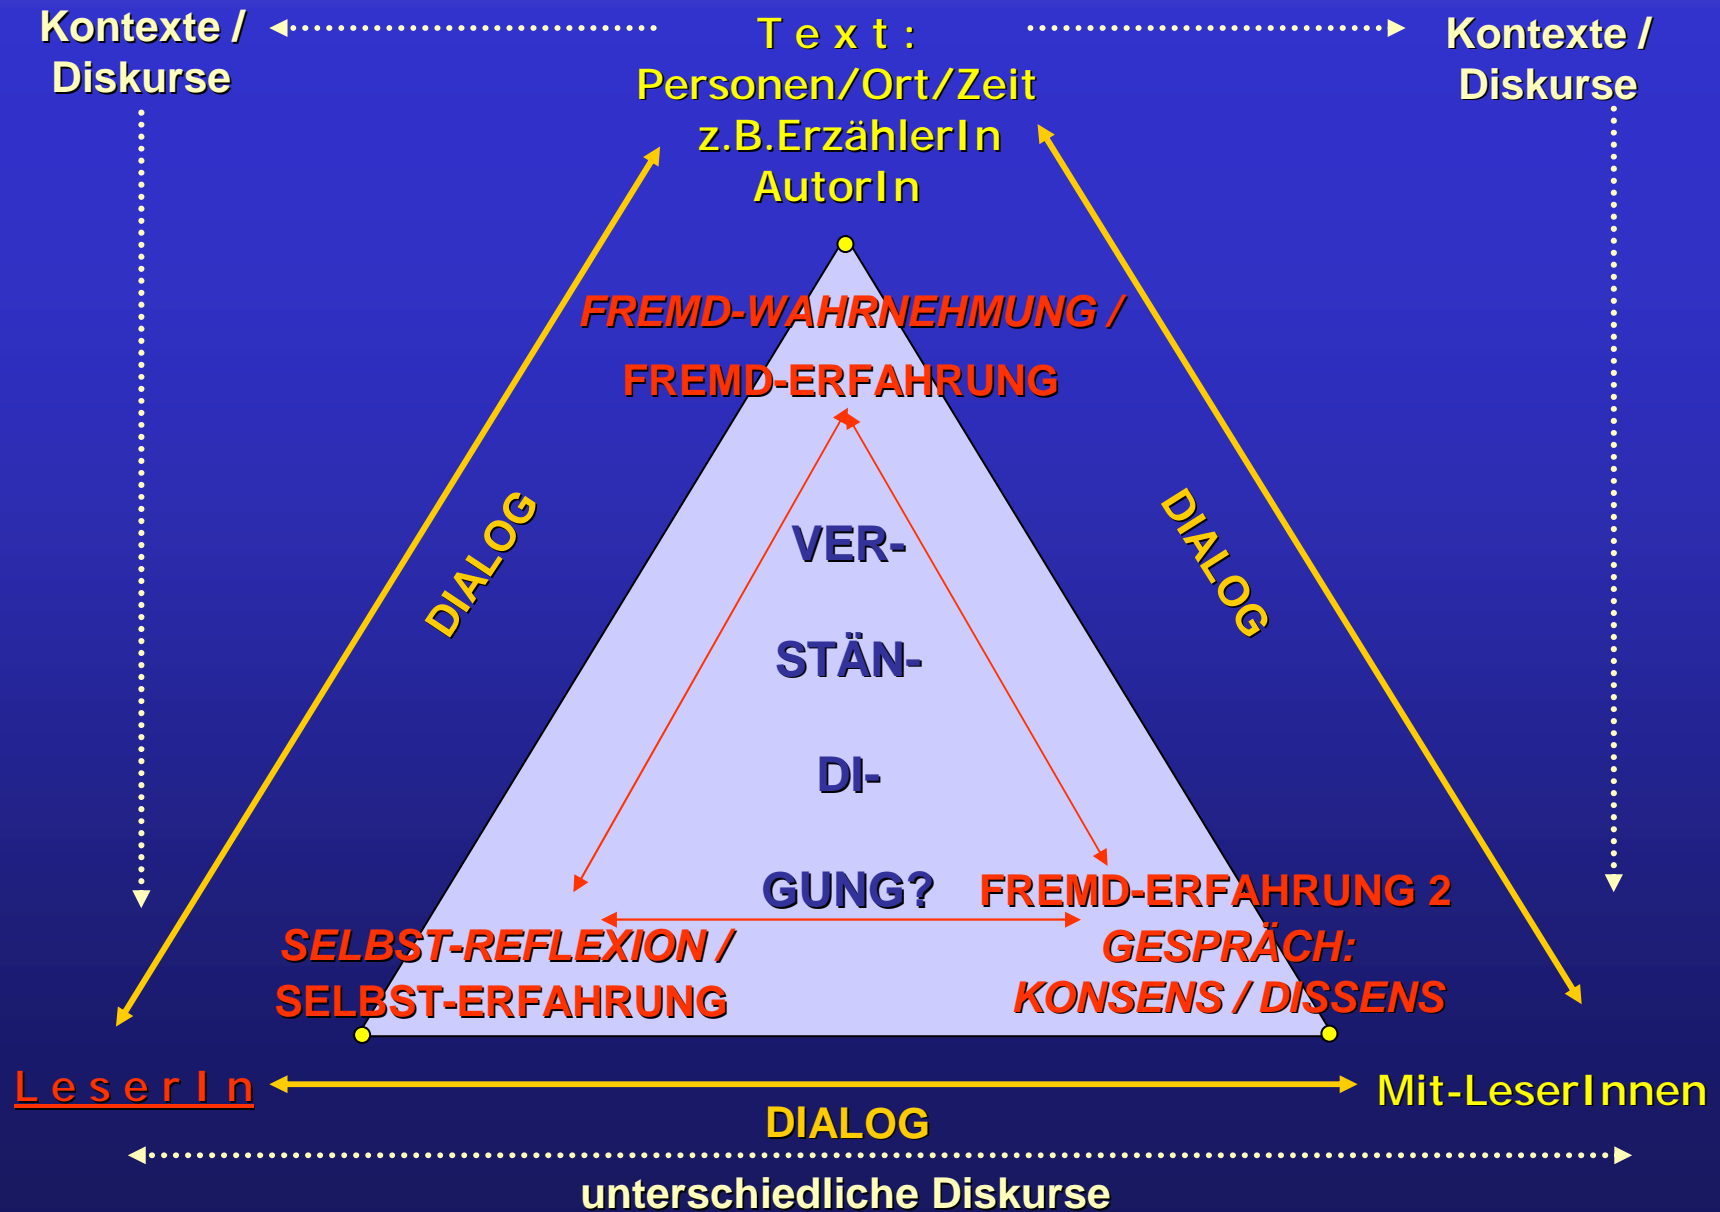 Kontexte /
Diskurse
T e x t :
Personen/Ort/Zeit
z.B.ErzählerIn
AutorIn
Kontexte /
Diskurse
FREMD-WAHRNEHMUNG /
FREMD-ERFAHRUNG
DIALOG
DIALOG
VER-
STÄN-
DI-
GUNG?
SELBST-REFLEXION /
SELBST-ERFAHRUNG
FREMD-ERFAHRUNG 2
GESPRÄCH:
KONSENS / DISSENS
L e s e r I n
Mit-LeserInnen
DIALOG
unterschiedliche Diskurse